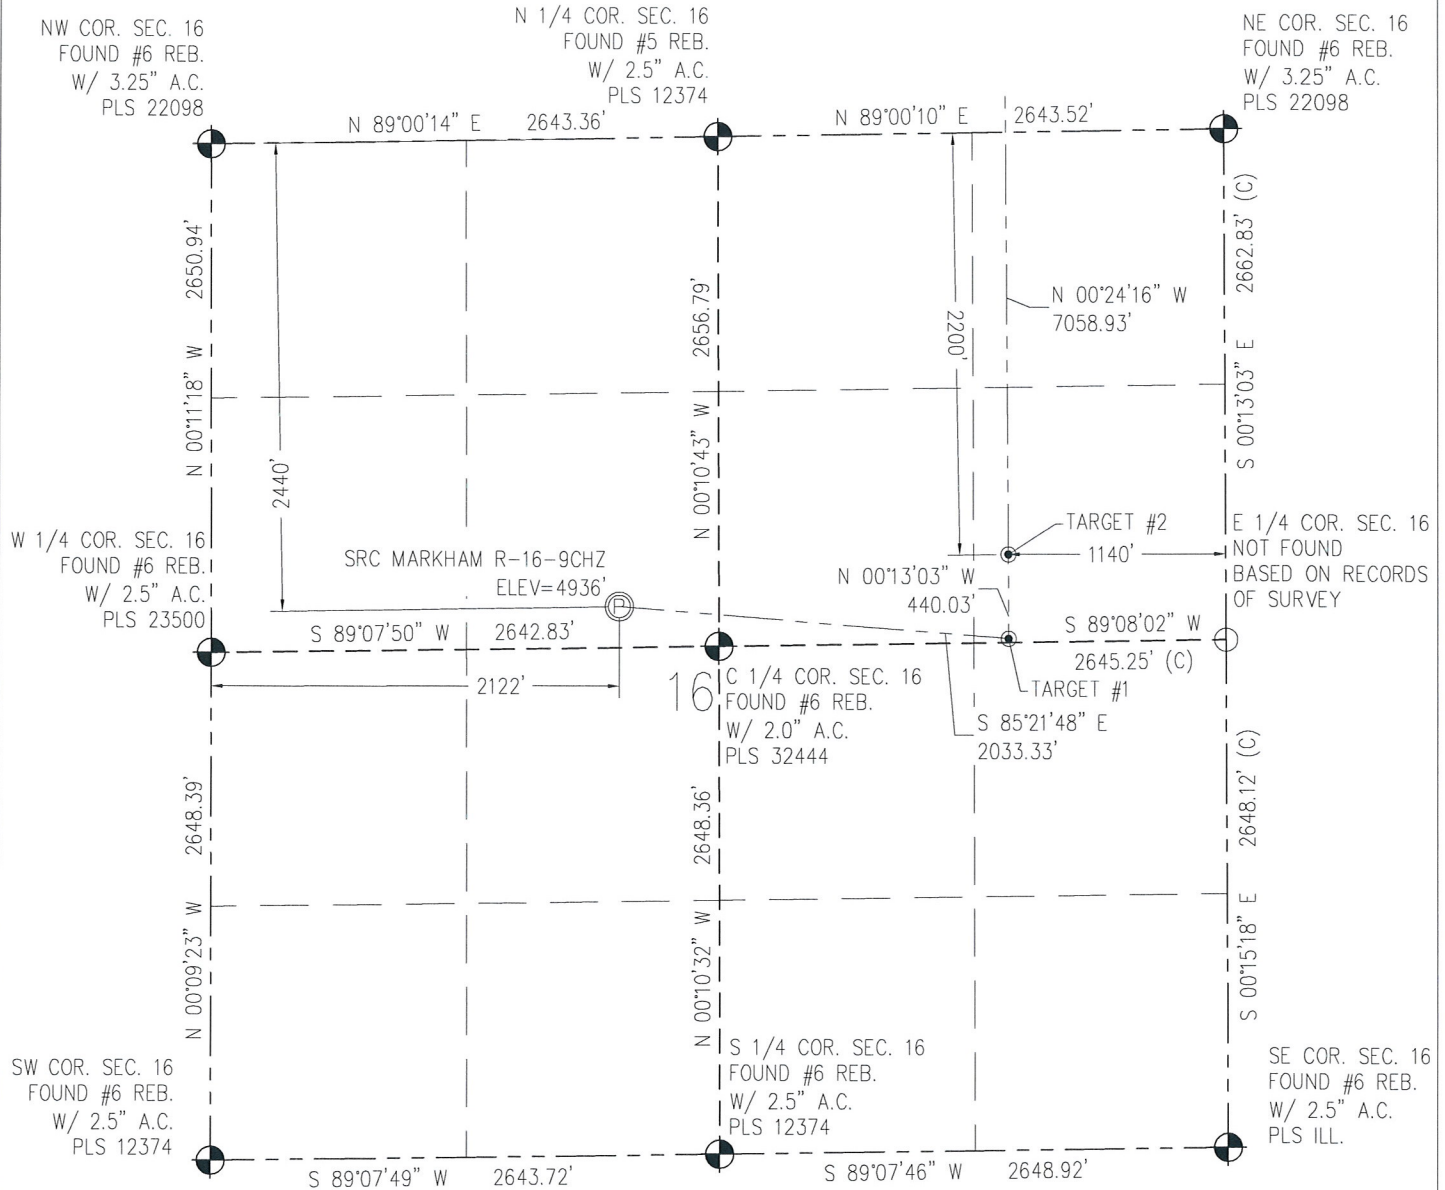 NW COR. SEC. 16
FOUND #6 REB.
W/ 3.25" A.C.
PLS 22098
N 1/4 COR. SEC. 16
FOUND #5 REB.
W/ 2.5" A.C.
PLS 12374
NE COR. SEC. 16
FOUND #6 REB.
W/ 3.25" A.C.
PLS 22098
N 89°00'14" E 2643.36'
N 89°00'10" E 2643.52'
N 00°11'18" W 2650.94'
2440'
N 00°10'43" W 2656.79'
2200'
N 00°24'16" W
7058.93'
S 00°13'03" E 2662.83' (C)
W 1/4 COR. SEC. 16
FOUND #6 REB.
W/ 2.5" A.C.
PLS 23500
SRC MARKHAM R-16-9CHZ
ELEV=4936'
P
TARGET #2
1140'
E 1/4 COR. SEC. 16
NOT FOUND
BASED ON RECORDS
OF SURVEY
N 00°13'03" W
440.03'
S 89°07'50" W 2642.83'
S 89°08'02" W
2645.25' (C)
2122'
16
C 1/4 COR. SEC. 16
FOUND #6 REB.
W/ 2.0" A.C.
PLS 32444
TARGET #1
S 85°21'48" E
2033.33'
N 00°09'23" W 2648.39'
N 00°10'32" W 2648.36'
S 00°15'18" E 2648.12' (C)
SW COR. SEC. 16
FOUND #6 REB.
W/ 2.5" A.C.
PLS 12374
S 1/4 COR. SEC. 16
FOUND #6 REB.
W/ 2.5" A.C.
PLS 12374
SE COR. SEC. 16
FOUND #6 REB.
W/ 2.5" A.C.
PLS ILL.
S 89°07'49" W 2643.72'
S 89°07'46" W 2648.92'